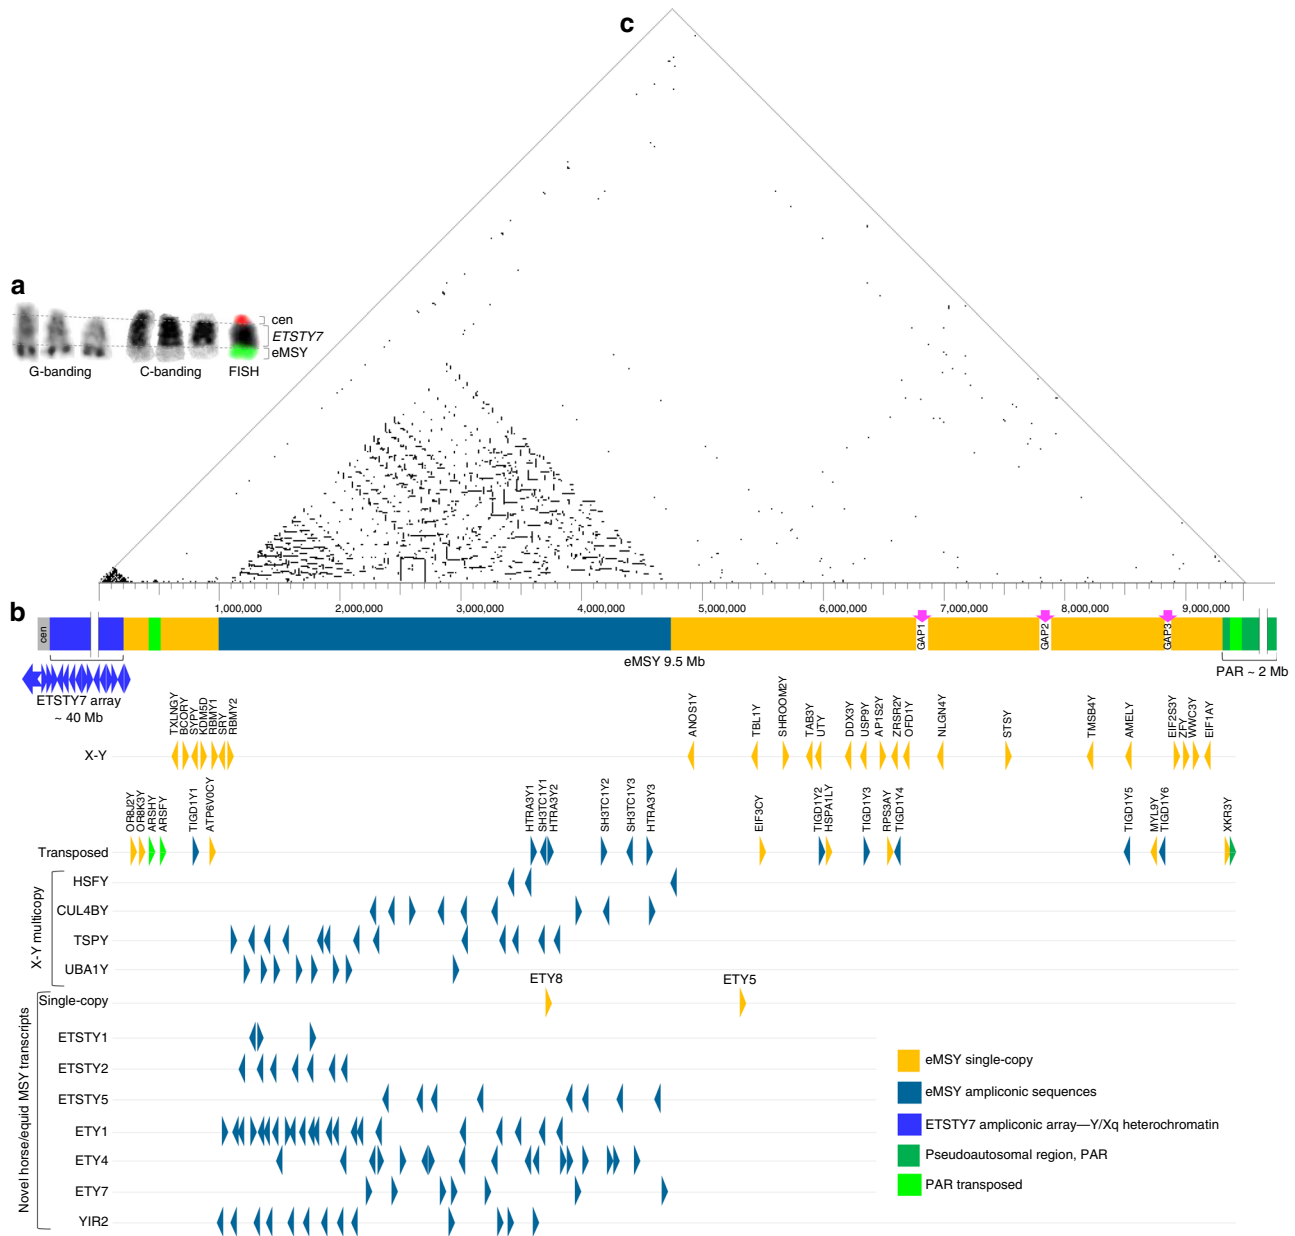 c
a
cen
ETSTY7
eMSY
G-banding
C-banding
FISH
b
1,000,000
2,000,000
3,000,000
4,000,000
5,000,000
6,000,000
7,000,000
8,000,000
9,000,000
cen
GAP1
GAP2
GAP3
eMSY 9.5 Mb
PAR ~ 2 Mb
ETSTY7 array
~ 40 Mb
X-Y
TXLNGY
BCORY
SYPY
KDM5D
RBMY1
SRY
RBMY2
ANOS1Y
TBL1Y
SHROOM2Y
TAB3Y
UTY
DDX3Y
USP9Y
AP1S2Y
ZRSR2Y
OFD1Y
NLGN4Y
STSY
TMSB4Y
AMELY
EIF2S3Y
ZFY
WWC3Y
EIF1AY
Transposed
OR8J2Y
OR8K3Y
ARSHY
ARSFY
TIGD1Y1
ATP6V0CY
HTRA3Y1
SH3TC1Y1
HTRA3Y2
SH3TC1Y2
SH3TC1Y3
HTRA3Y3
EIF3CY
TIGD1Y2
HSPA1LY
TIGD1Y3
RPS3AY
TIGD1Y4
TIGD1Y5
MYL9Y
TIGD1Y6
XKR3Y
X-Y multicopy
HSFY
CUL4BY
TSPY
UBA1Y
Novel horse/equid MSY transcripts
Single-copy
ETY8
ETY5
ETSTY1
ETSTY2
ETSTY5
ETY1
ETY4
ETY7
YIR2
eMSY single-copy
eMSY ampliconic sequences
ETSTY7 ampliconic array—Y/Xq heterochromatin
Pseudoautosomal region, PAR
PAR transposed